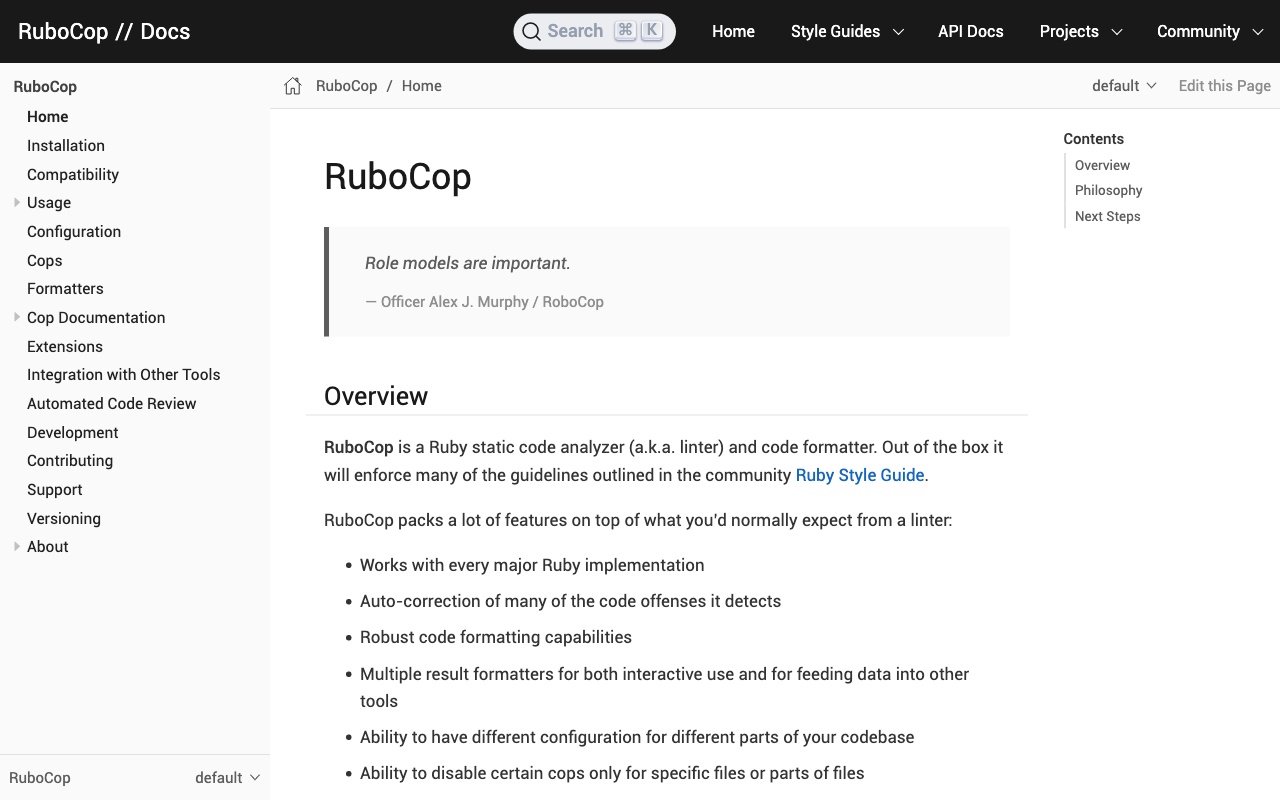 RuboCop // Docs
Search ⌘ K
Home
Style Guides
API Docs
Projects
Community
RuboCop
Home
Installation
Compatibility
Usage
Configuration
Cops
Formatters
Cop Documentation
Extensions
Integration with Other Tools
Automated Code Review
Development
Contributing
Support
Versioning
About
RuboCop
default
RuboCop / Home
default
Edit this Page
RuboCop
Role models are important.
— Officer Alex J. Murphy / RoboCop
Overview
RuboCop is a Ruby static code analyzer (a.k.a. linter) and code formatter. Out of the box it
will enforce many of the guidelines outlined in the community Ruby Style Guide.
RuboCop packs a lot of features on top of what you'd normally expect from a linter:
• Works with every major Ruby implementation
• Auto-correction of many of the code offenses it detects
• Robust code formatting capabilities
• Multiple result formatters for both interactive use and for feeding data into other
tools
• Ability to have different configuration for different parts of your codebase
• Ability to disable certain cops only for specific files or parts of files
Contents
Overview
Philosophy
Next Steps